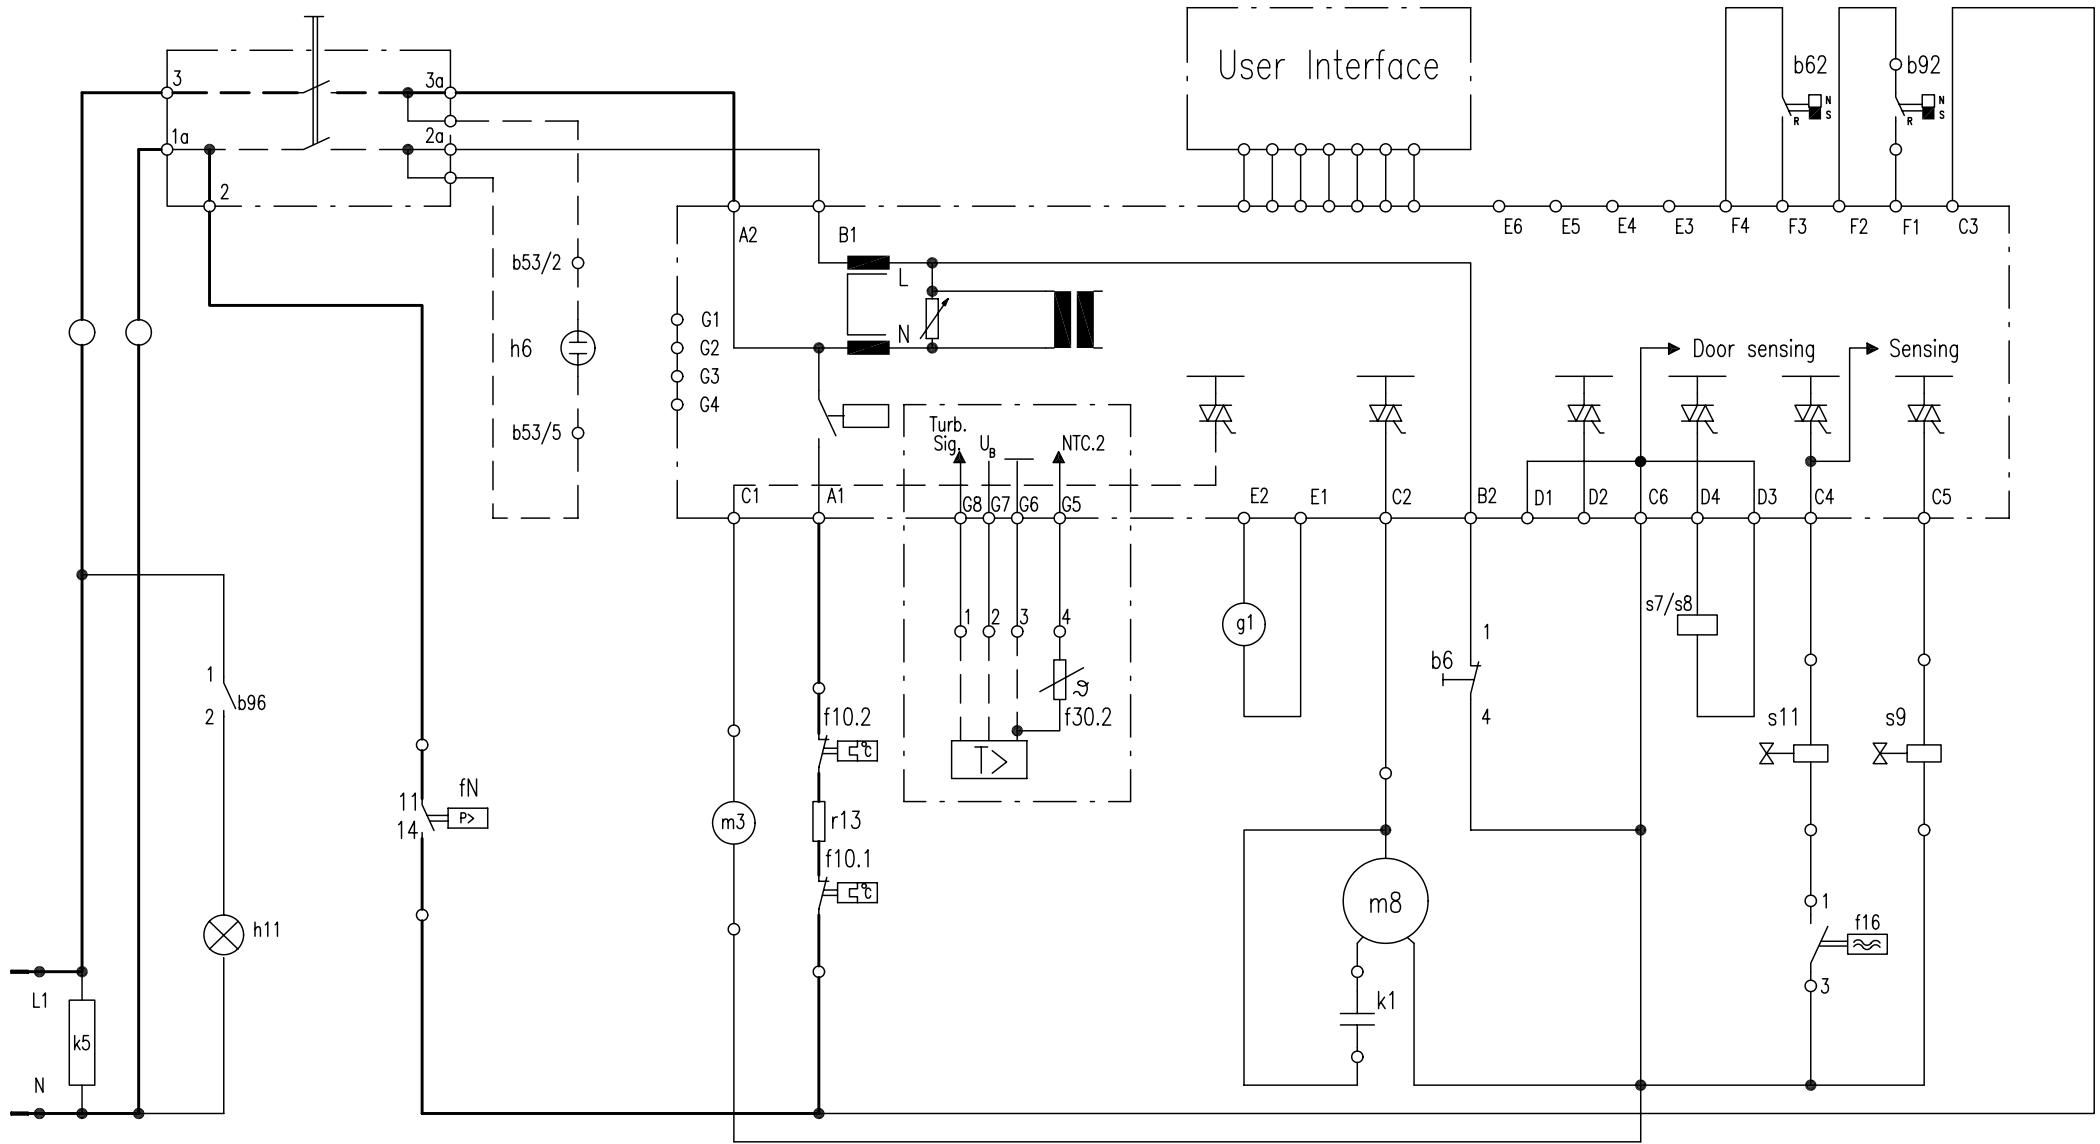 User Interface
b62
b92
N
S
R
N
S
R
3
3a
1a
2a
2
A2
B1
E6
E5
E4
E3
F4
F3
F2
F1
C3
b53/2
L
N
G1
G2
G3
G4
h6
Door sensing
Sensing
b53/5
Turb.
Sig.
UB
NTC.2
C1
A1
G8
G7
G6
G5
E2
E1
C2
B2
D1
D2
C6
D4
D3
C4
C5
1
2
3
4
g1
s7/s8
1
b6
4
1
b96
2
f10.2
°C
f30.2
ϑ
T>
s11
s9
fN
11
P>
14
m3
r13
f10.1
°C
m8
1
f16
3
h11
L1
k5
k1
N